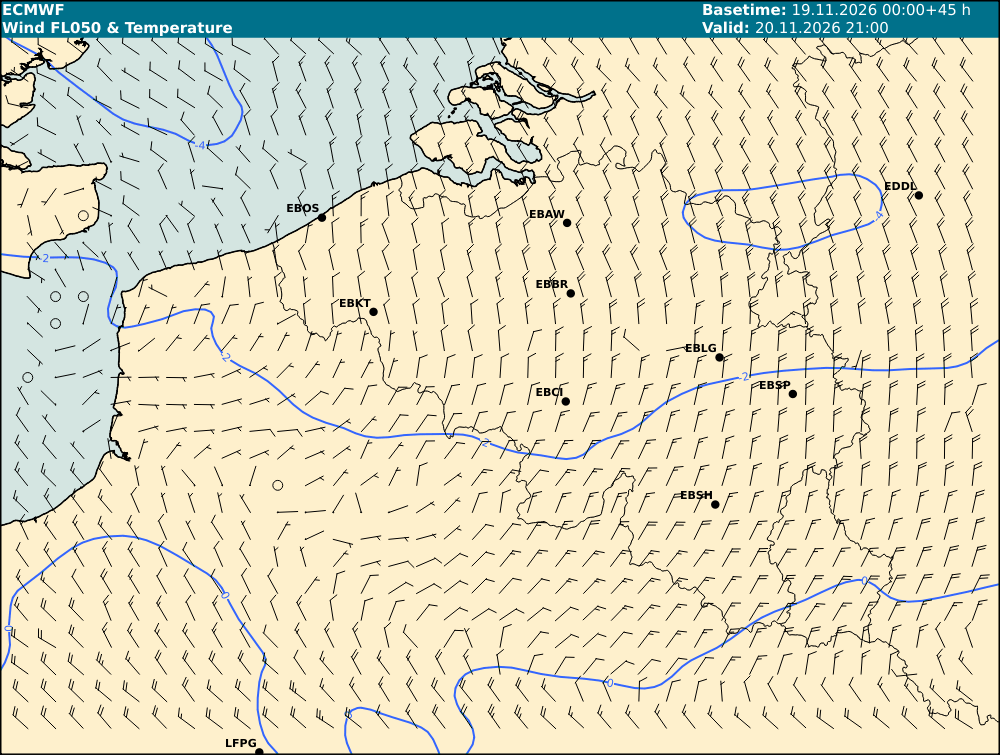 ECMWF
Basetime: 19.11.2026 00:00+45 h
Wind FL050 & Temperature
Valid: 20.11.2026 21:00
-4
EDDL
EBOS
EBAW
-4
-2
EBBR
EBKT
EBLG
-2
-2
EBSP
EBCI
-2
EBSH
0
0
0
0
0
LFPG